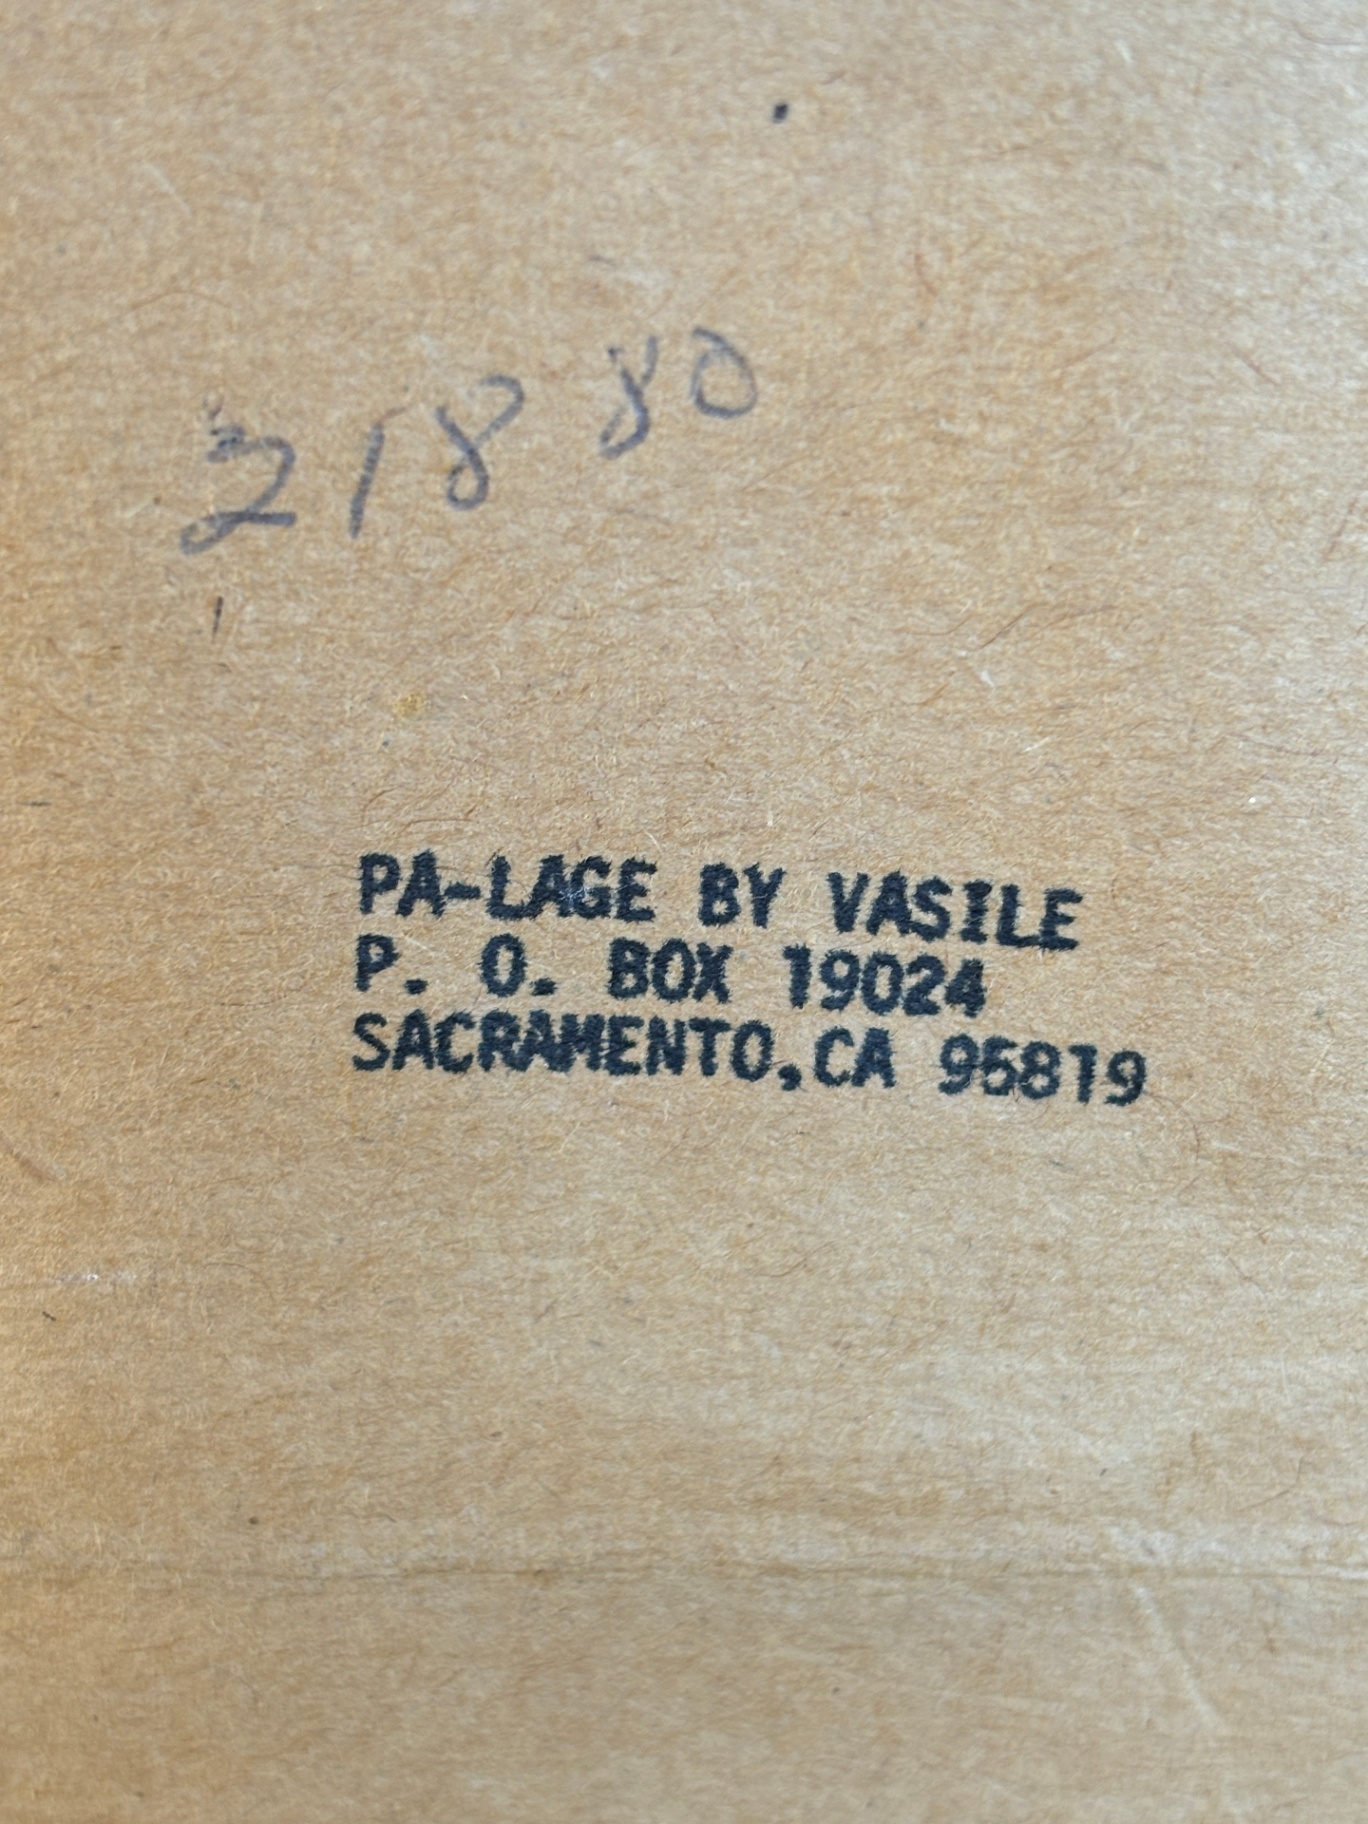 218 80
PA-LAGE BY VASILE
P. O. BOX 19024
SACRAMENTO,CA 95819